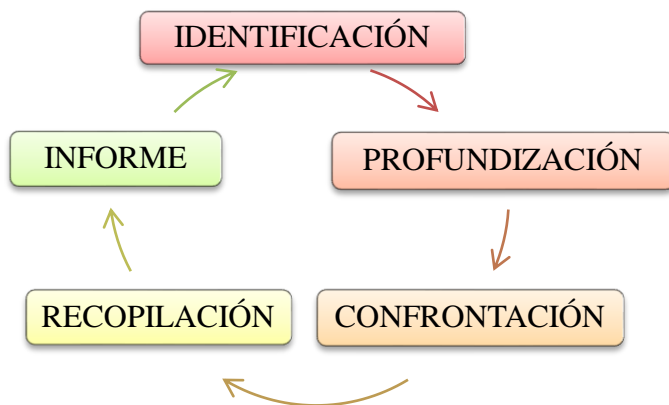 IDENTIFICACIÓN
INFORME
PROFUNDIZACIÓN
RECOPILACIÓN
CONFRONTACIÓN